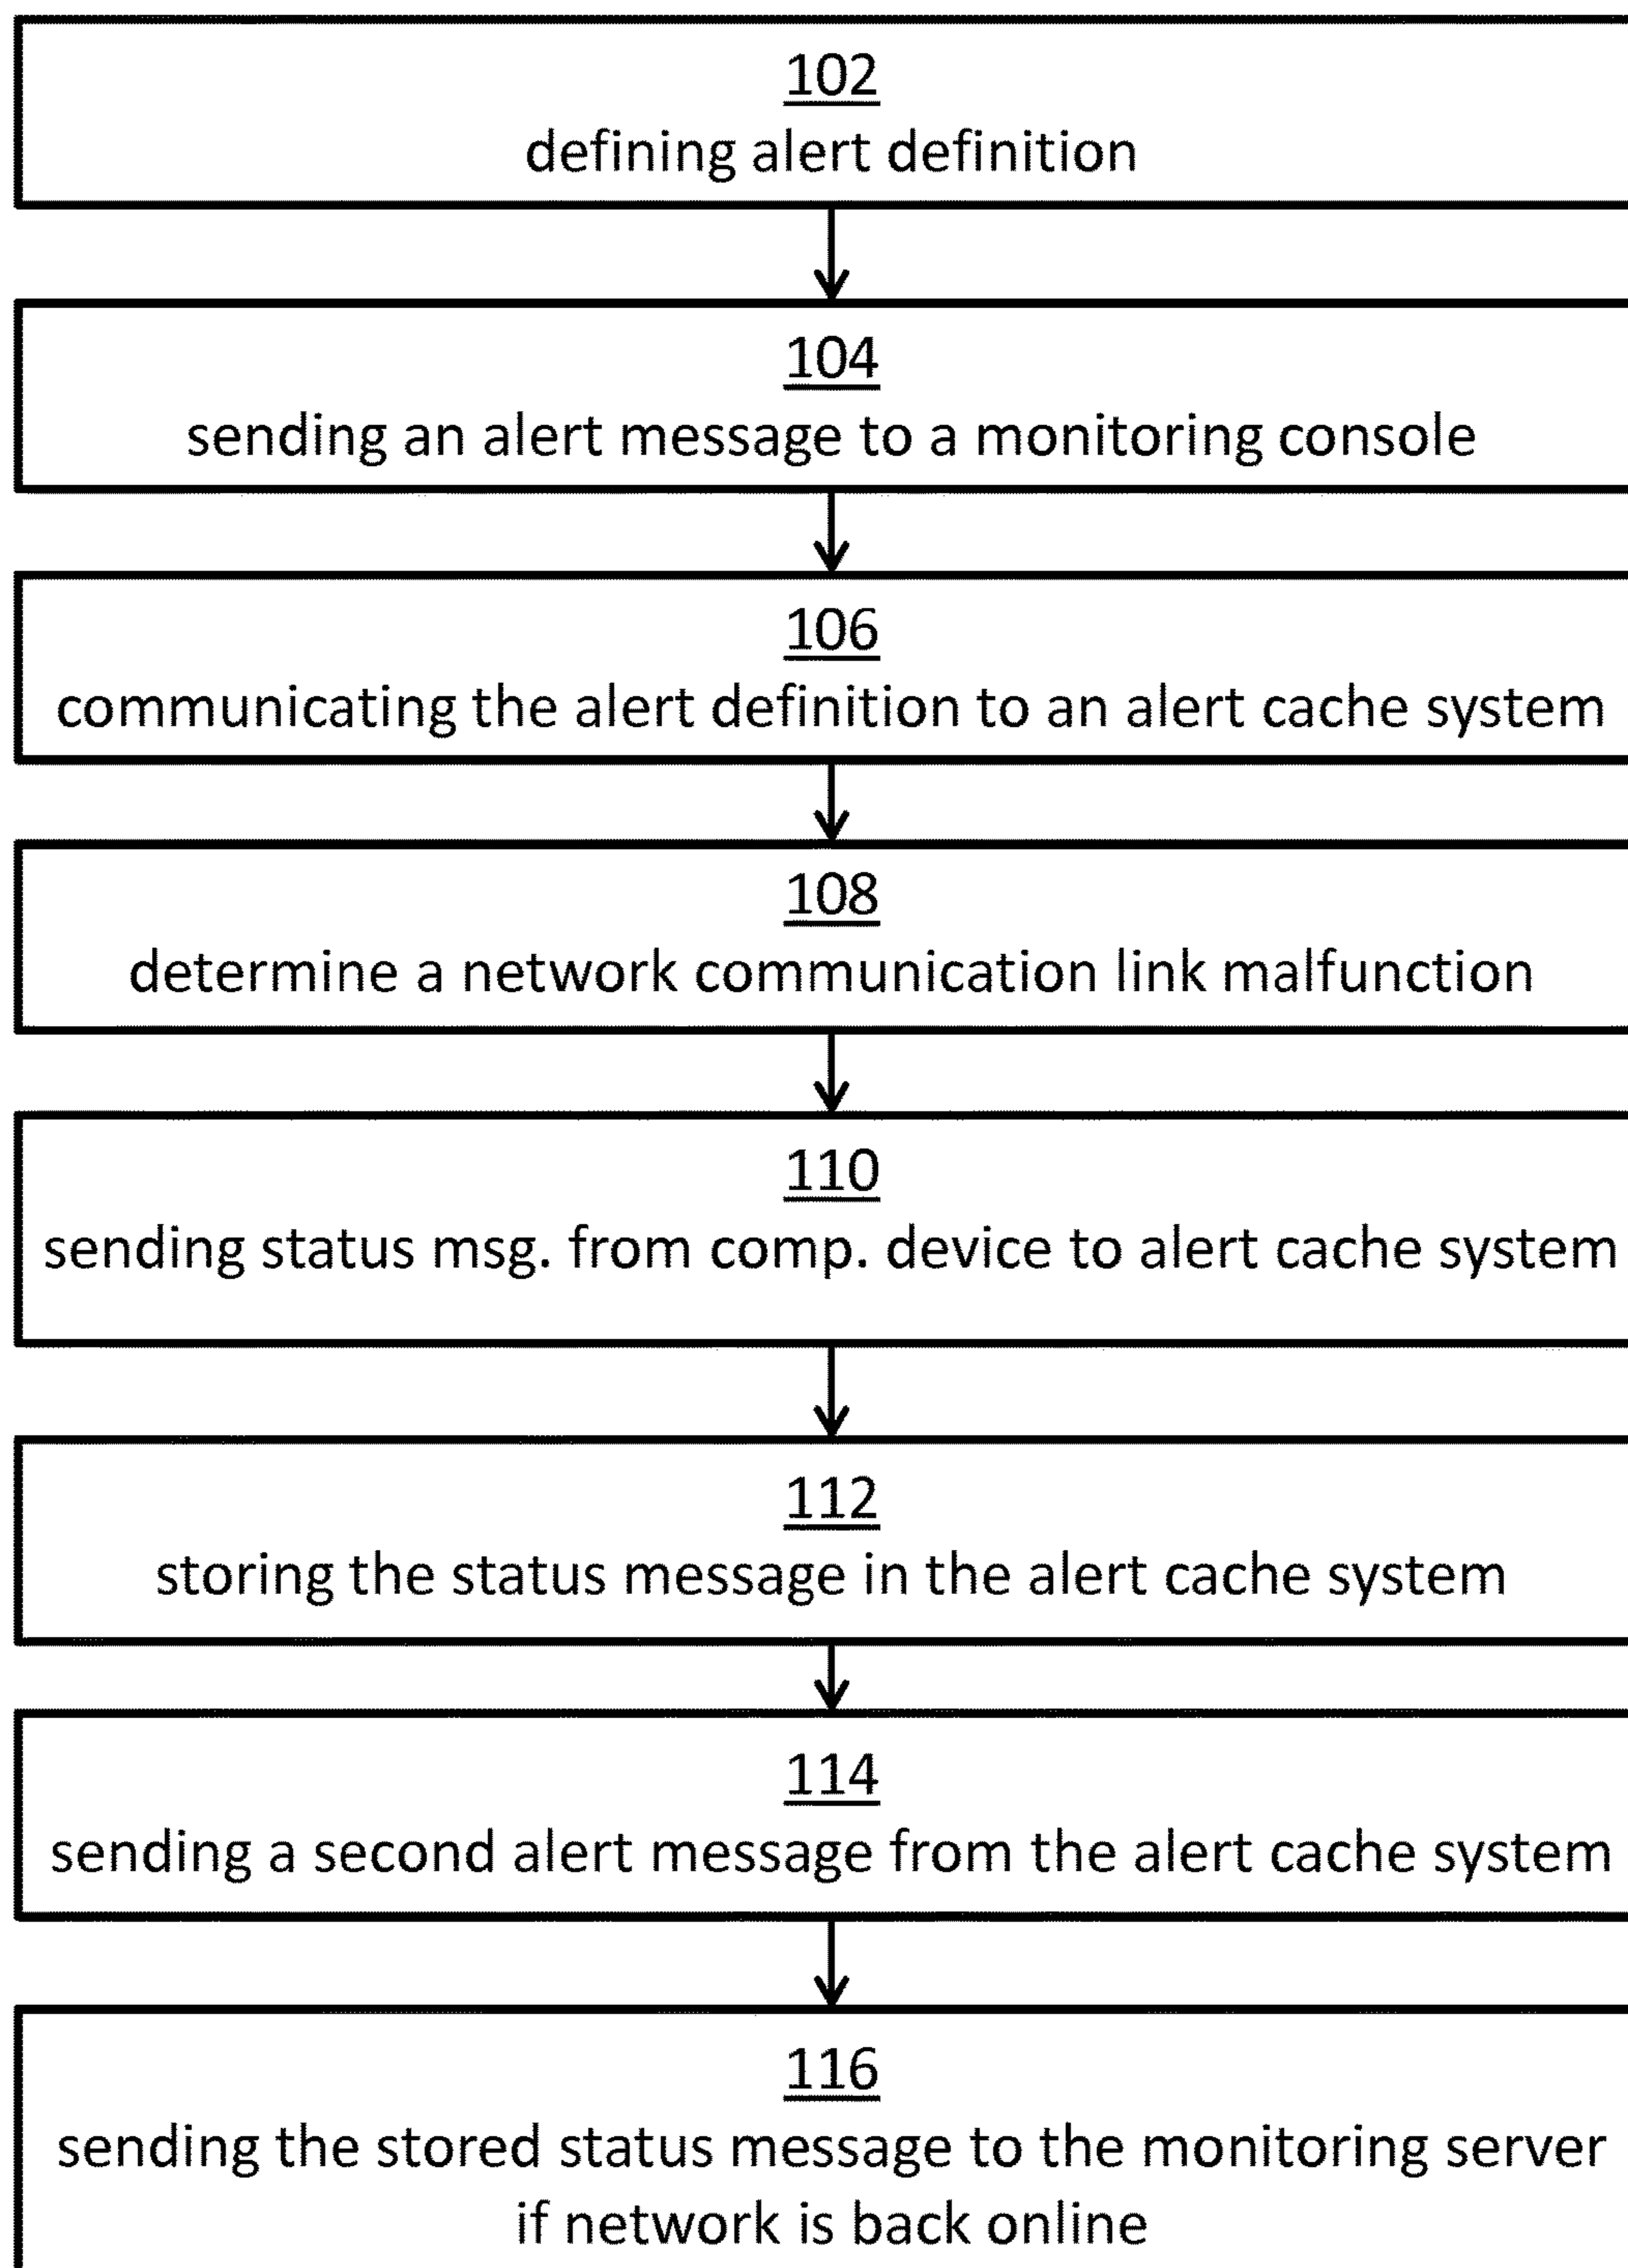 102
defining alert definition
104
sending an alert message to a monitoring console
106
communicating the alert definition to an alert cache system
108
determine a network communication link malfunction
110
sending status msg. from comp. device to alert cache system
112
storing the status message in the alert cache system
114
sending a second alert message from the alert cache system
116
sending the stored status message to the monitoring server
if network is back online